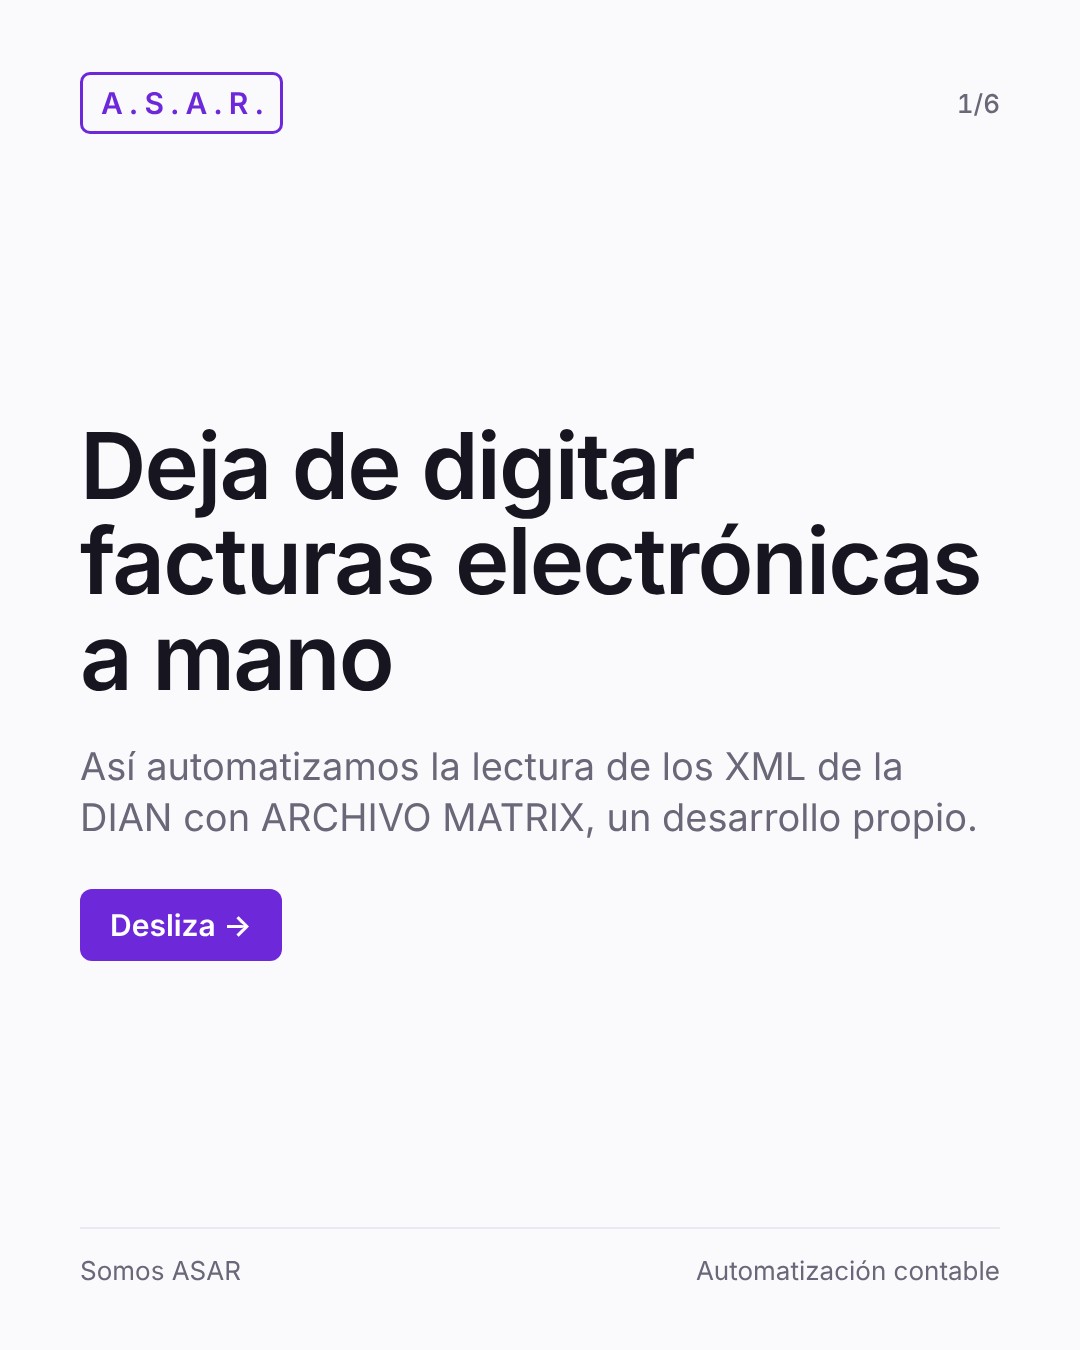 A.S.A.R.
1/6
Deja de digitar
facturas electrónicas
a mano
Así automatizamos la lectura de los XML de la
DIAN con ARCHIVO MATRIX, un desarrollo propio.
Desliza →
Somos ASAR
Automatización contable